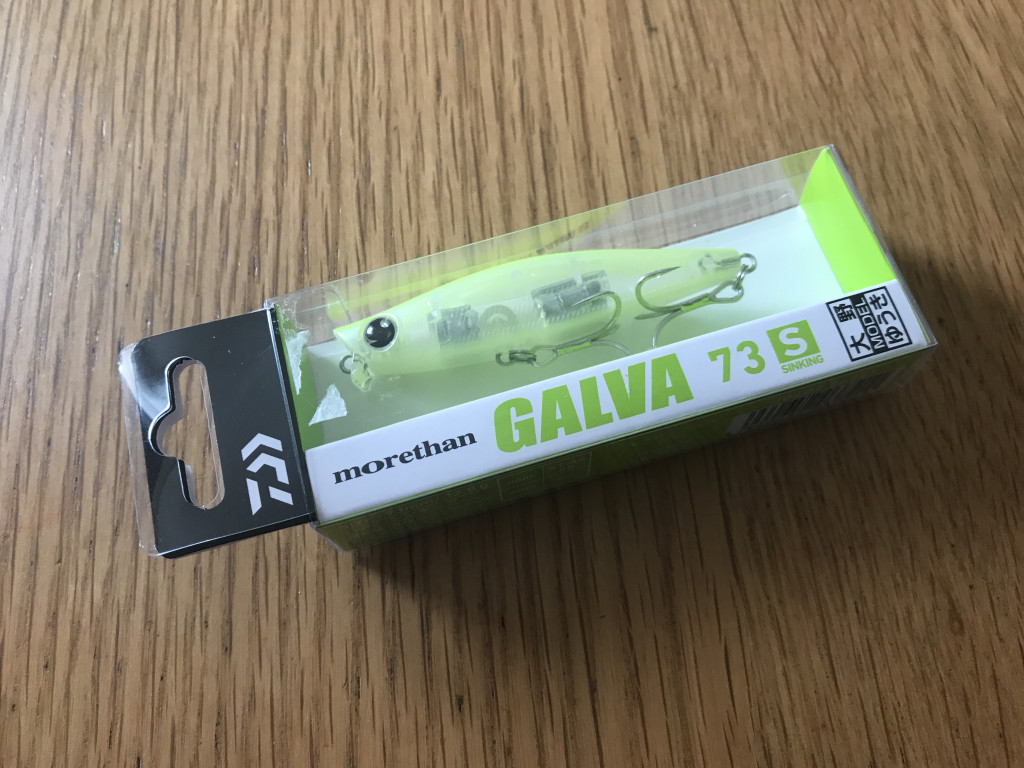 morethan GALVA 73 S
SINKING
大野
MODEL
ゆうき